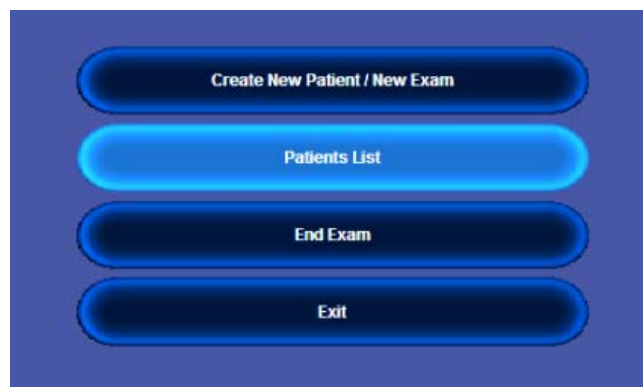 Create New Patient / New Exam
Patients List
End Exam
Exit